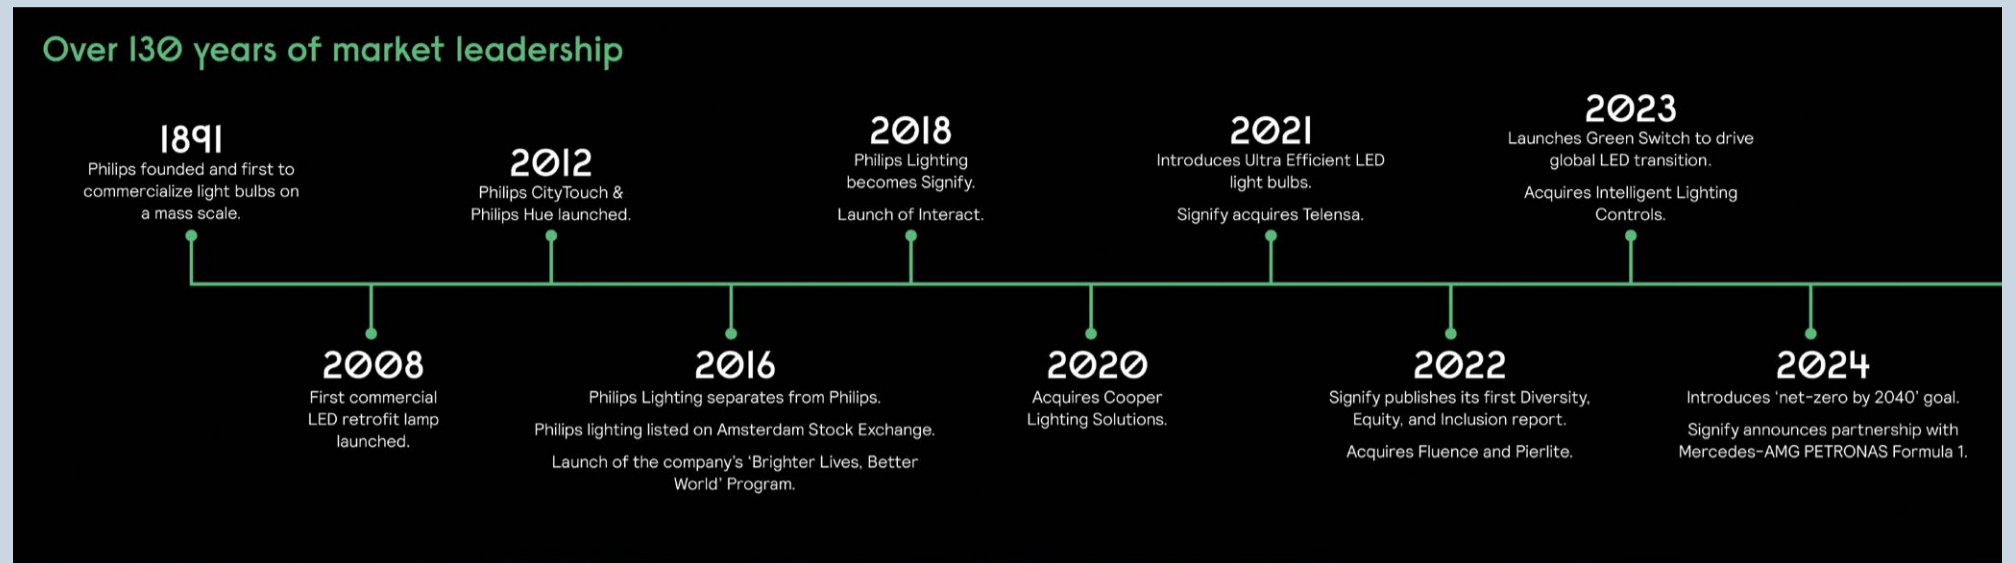 Over 130 years of market leadership
1891
Philips founded and first to
commercialize light bulbs on
a mass scale.
2008
First commercial
LED retrofit lamp
launched.
2012
Philips CityTouch &
Philips Hue launched.
2016
Philips Lighting separates from Philips.
Philips lighting listed on Amsterdam Stock Exchange.
Launch of the company's 'Brighter Lives, Better
World' Program.
2018
Philips Lighting
becomes Signify.
Launch of Interact.
2020
Acquires Cooper
Lighting Solutions.
2021
Introduces Ultra Efficient LED
light bulbs.
Signify acquires Telensa.
2022
Signify publishes its first Diversity,
Equity, and Inclusion report.
Acquires Fluence and Pierlite.
2023
Launches Green Switch to drive
global LED transition.
Acquires Intelligent Lighting
Controls.
2024
Introduces 'net-zero by 2040' goal.
Signify announces partnership with
Mercedes-AMG PETRONAS Formula 1.